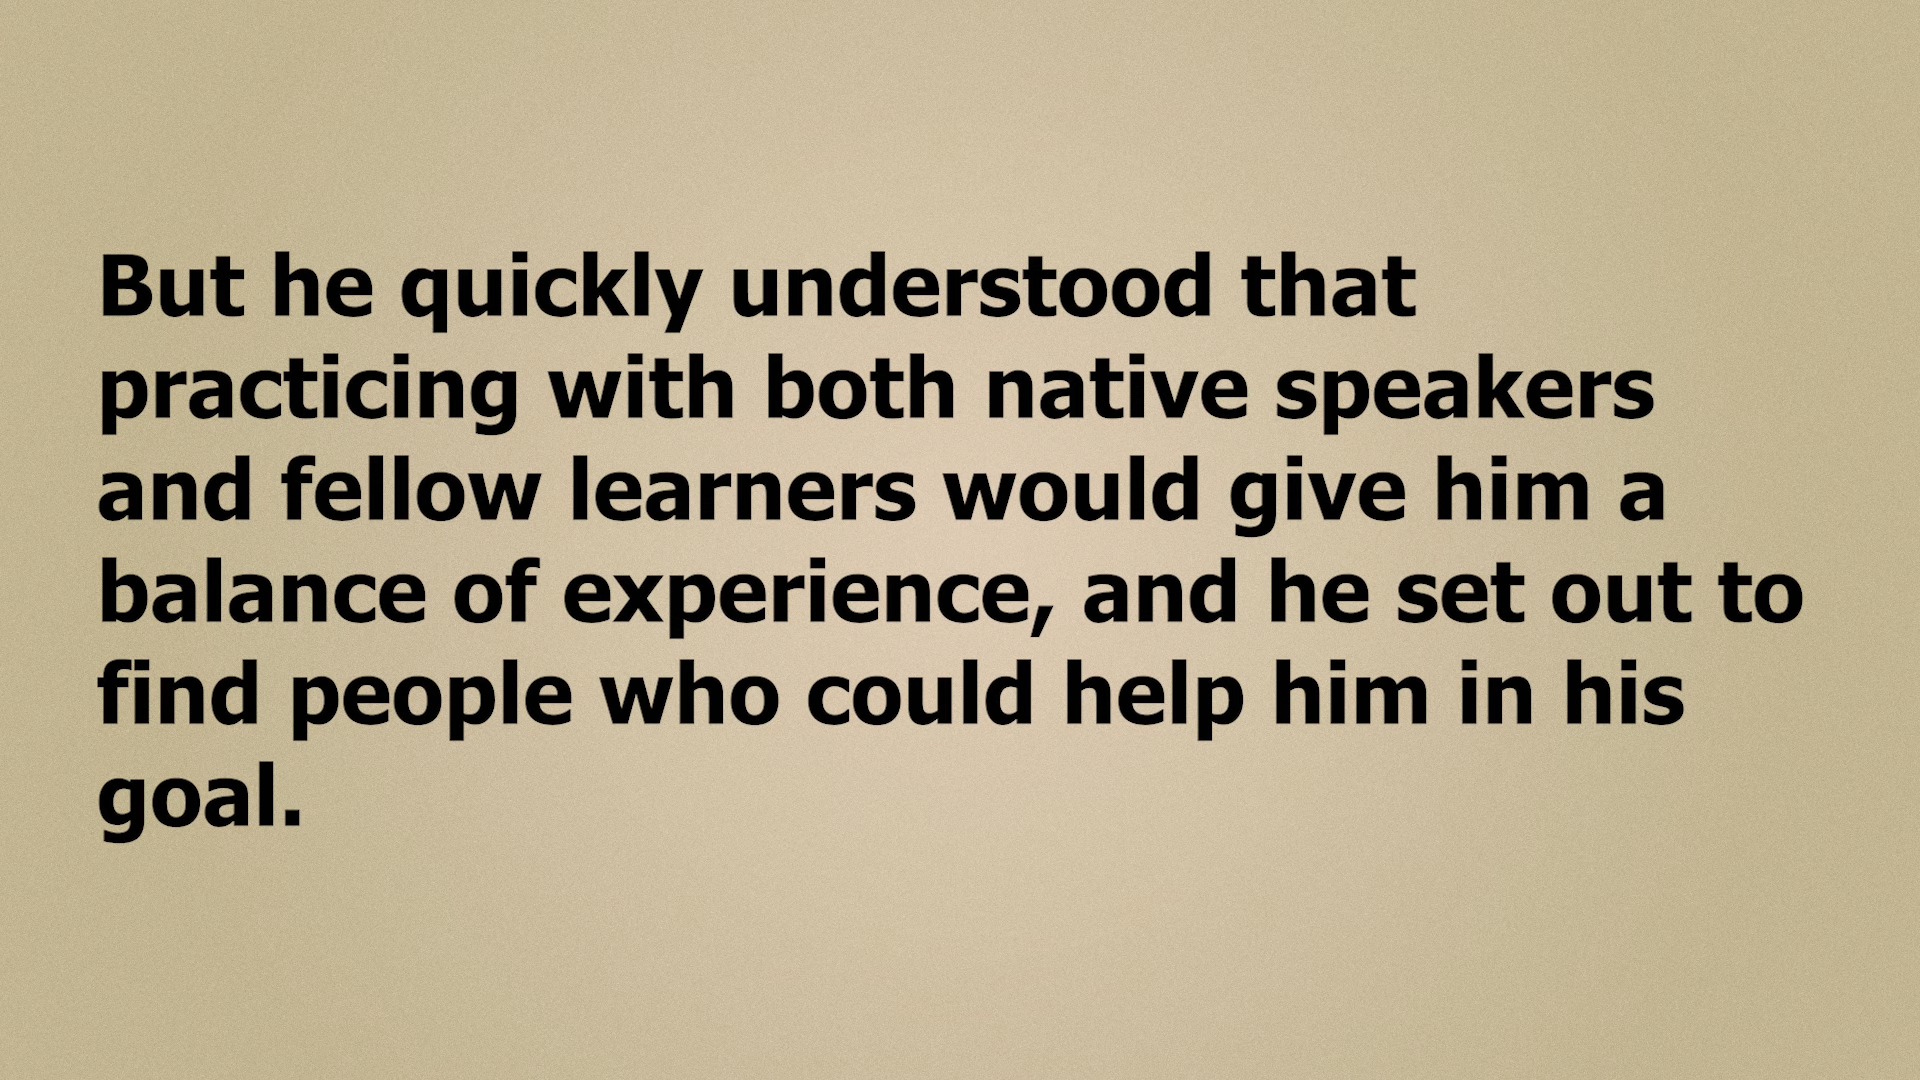 But he quickly understood that
practicing with both native speakers
and fellow learners would give him a
balance of experience, and he set out to
find people who could help him in his
goal.